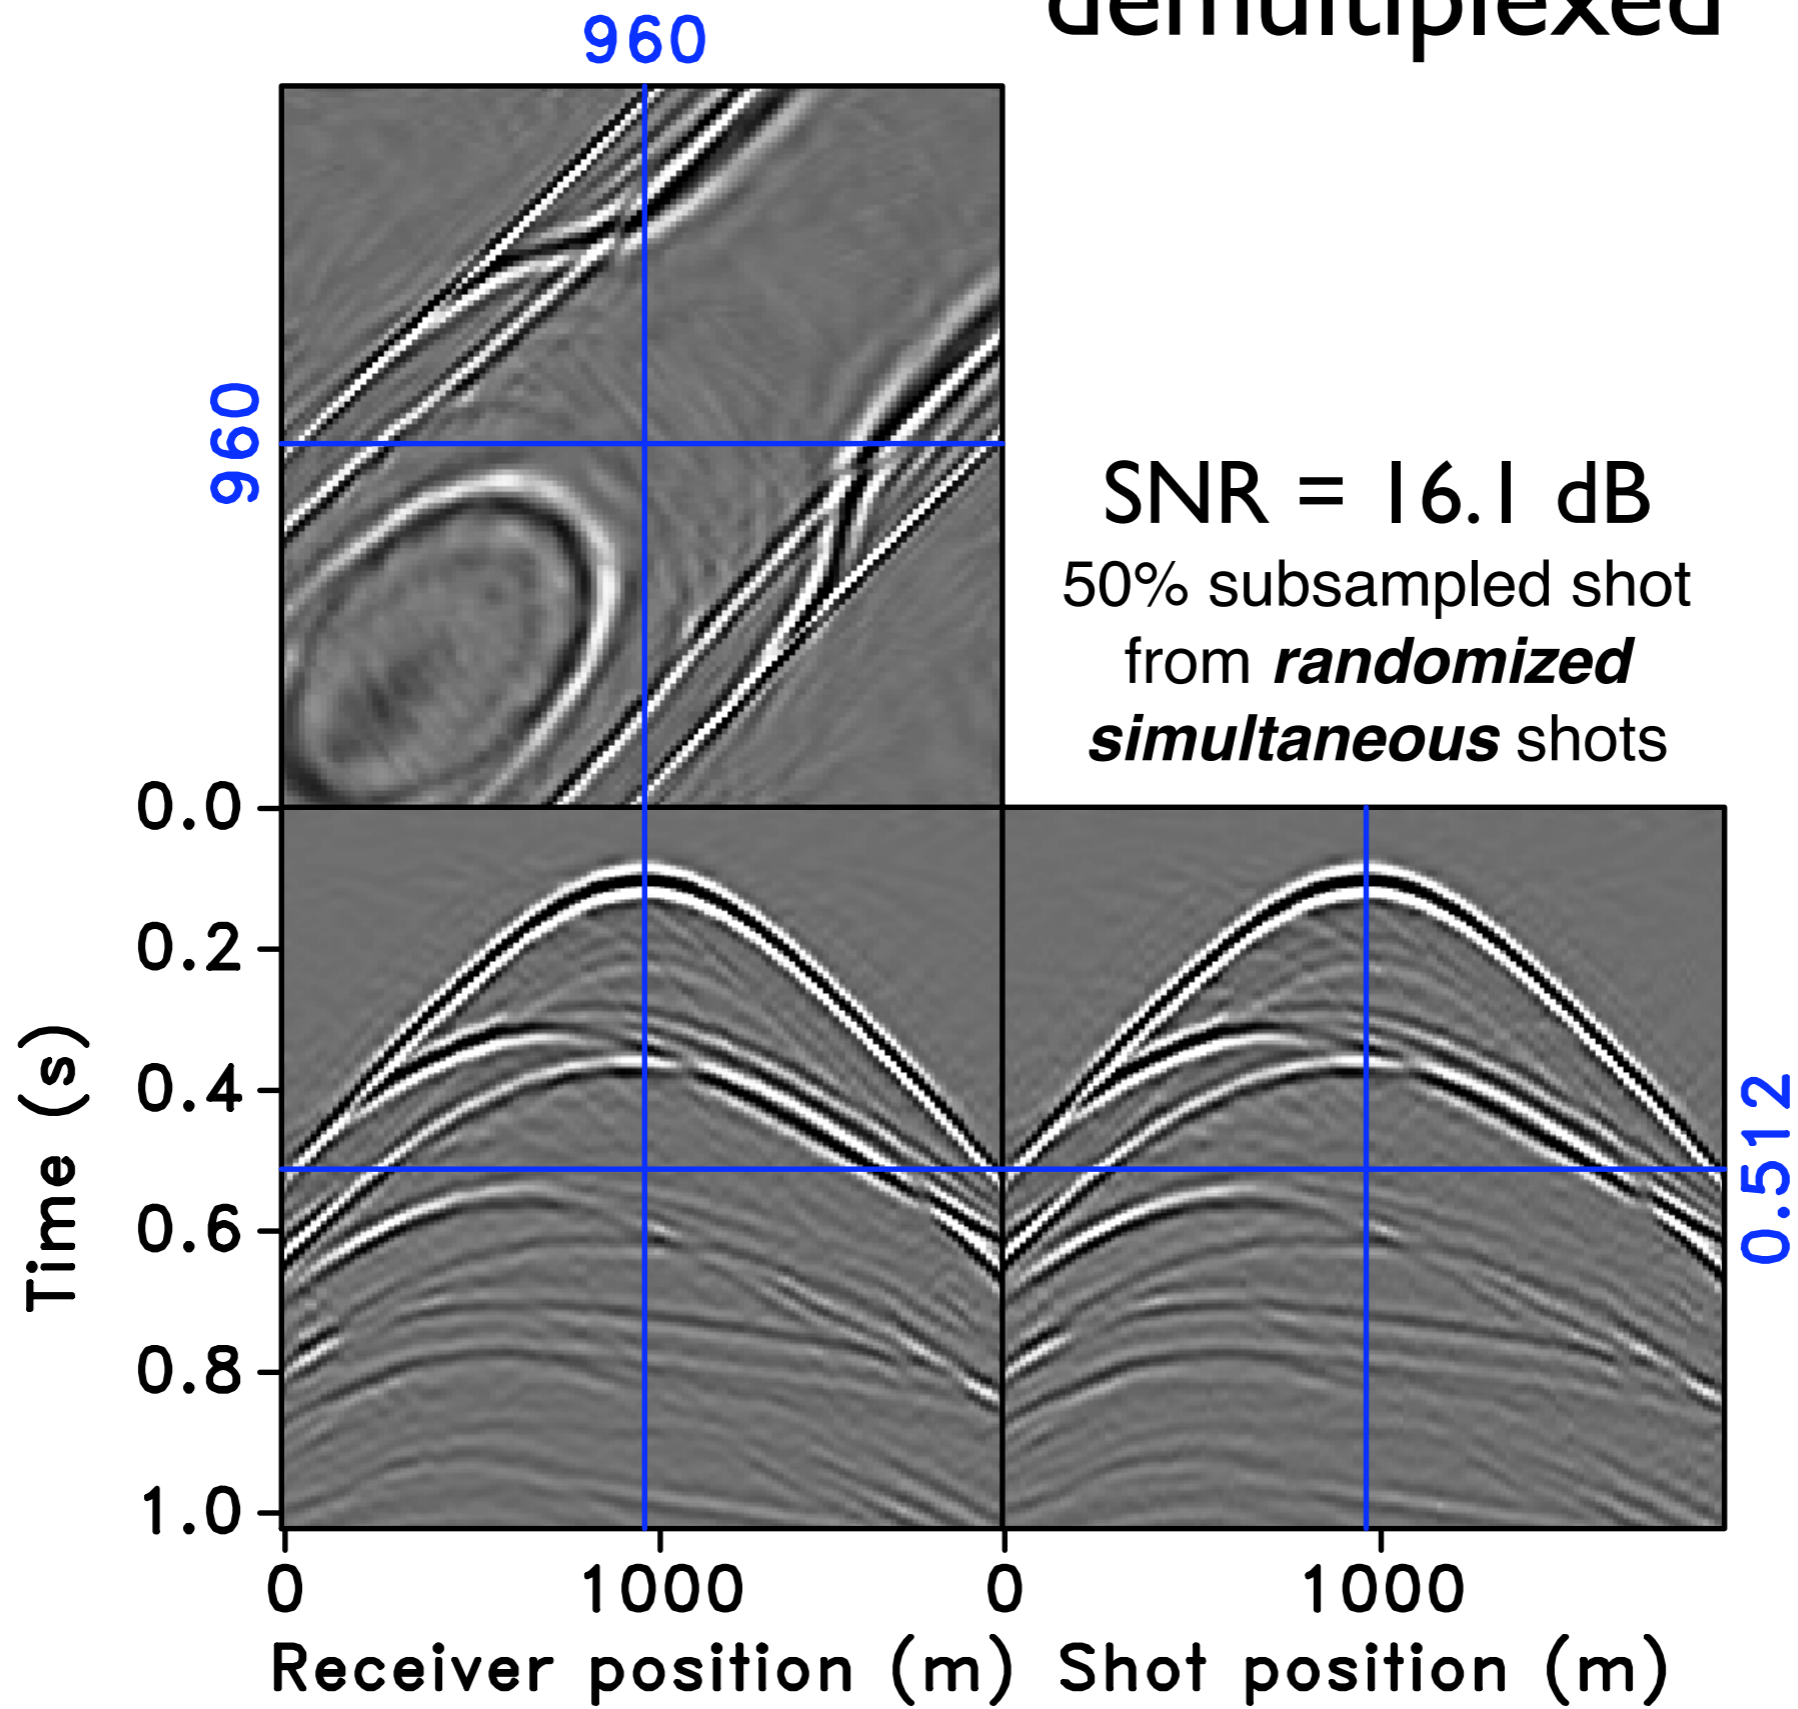 demultiplexed
960
960
SNR = 16.1 dB
50% subsampled shot
from randomized
simultaneous shots
0.0
0.2
0.4
0.6
0.8
1.0
Time (s)
0.512
0 1000 0 1000
Receiver position (m) Shot position (m)